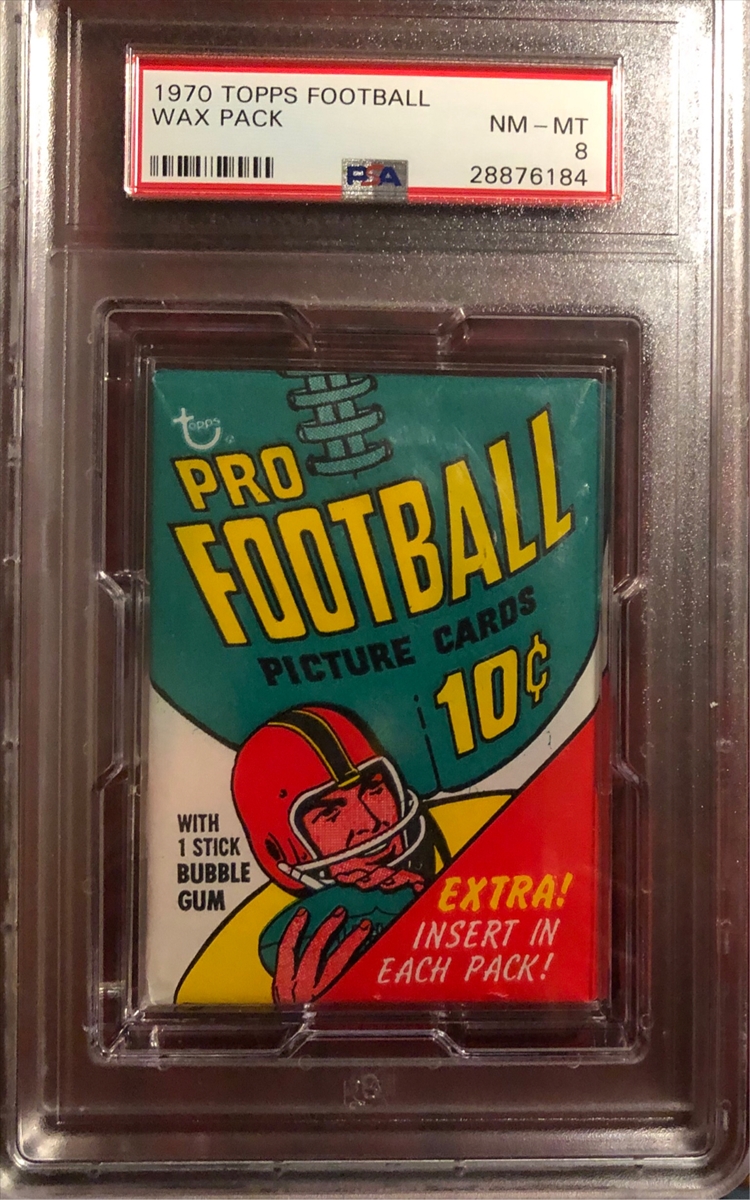 1970 TOPPS FOOTBALL
WAX PACK
NM - MT
8
PSA
28876184
topps
PRO
FOOTBALL
PICTURE CARDS
10¢
WITH
1 STICK
BUBBLE
GUM
EXTRA!
INSERT IN
EACH PACK!